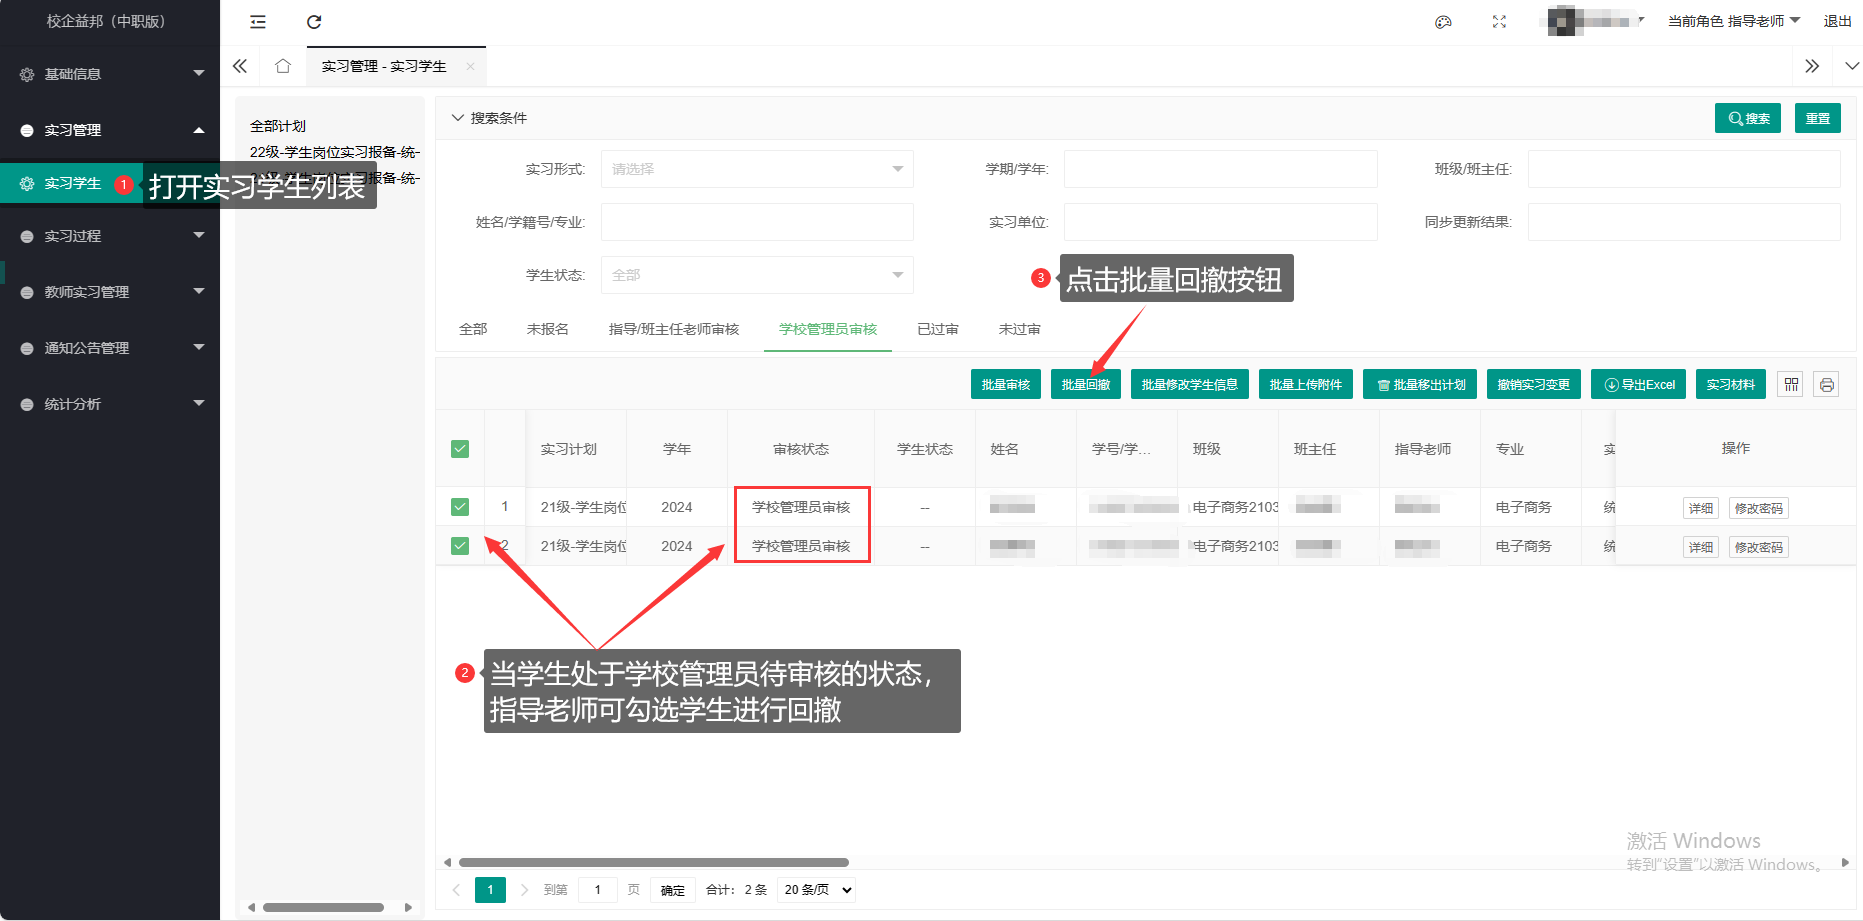 校企益邦（中职版）
当前角色 指导老师
退出
基础信息
实习管理
实习学生
实习过程
教师实习管理
通知公告管理
统计分析
1
打开实习学生列表
实习管理 - 实习学生
全部计划
22级-学生岗位实习报备-统一
搜索条件
搜索
重置
实习形式:
请选择
学期/学年:
班级/班主任:
姓名/学籍号/专业:
实习单位:
同步更新结果:
学生状态:
全部
3
点击批量回撤按钮
全部
未报名
指导/班主任老师审核
学校管理员审核
已过审
未过审
批量审核
批量回撤
批量修改学生信息
批量上传附件
批量移出计划
撤销实习变更
导出Excel
实习材料
实习计划
学年
审核状态
学生状态
姓名
学号/学...
班级
班主任
指导老师
专业
实
操作
1
21级-学生岗位
2024
学校管理员审核
--
电子商务2103
电子商务
统
详细
修改密码
2
21级-学生岗位
2024
学校管理员审核
--
电子商务2103
电子商务
统
详细
修改密码
2
当学生处于学校管理员待审核的状态，
指导老师可勾选学生进行回撤
激活 Windows
转到“设置”以激活 Windows。
1
到第
1
页
确定
合计：2 条
20 条/页